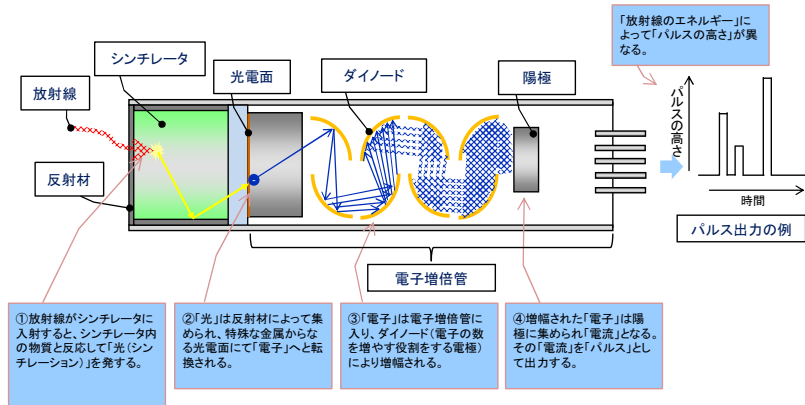 「放射線のエネルギー」に
よって「パルスの高さ」が異
なる。
シンチレータ
光電面
ダイノード
陽極
放射線
パルスの高さ
反射材
時間
パルス出力の例
電子増倍管
①放射線がシンチレータに
入射すると、シンチレータ内
の物質と反応して「光(シン
チレーション)」を発する。
②「光」は反射材によって集
められ、特殊な金属からな
る光電面にて「電子」へと転
換される。
③「電子」は電子増倍管に
入り、ダイノード(電子の数
を増やす役割をする電極)
により増幅される。
④増幅された「電子」は陽
極に集められ「電流」となる。
その「電流」を「パルス」とし
て出力する。